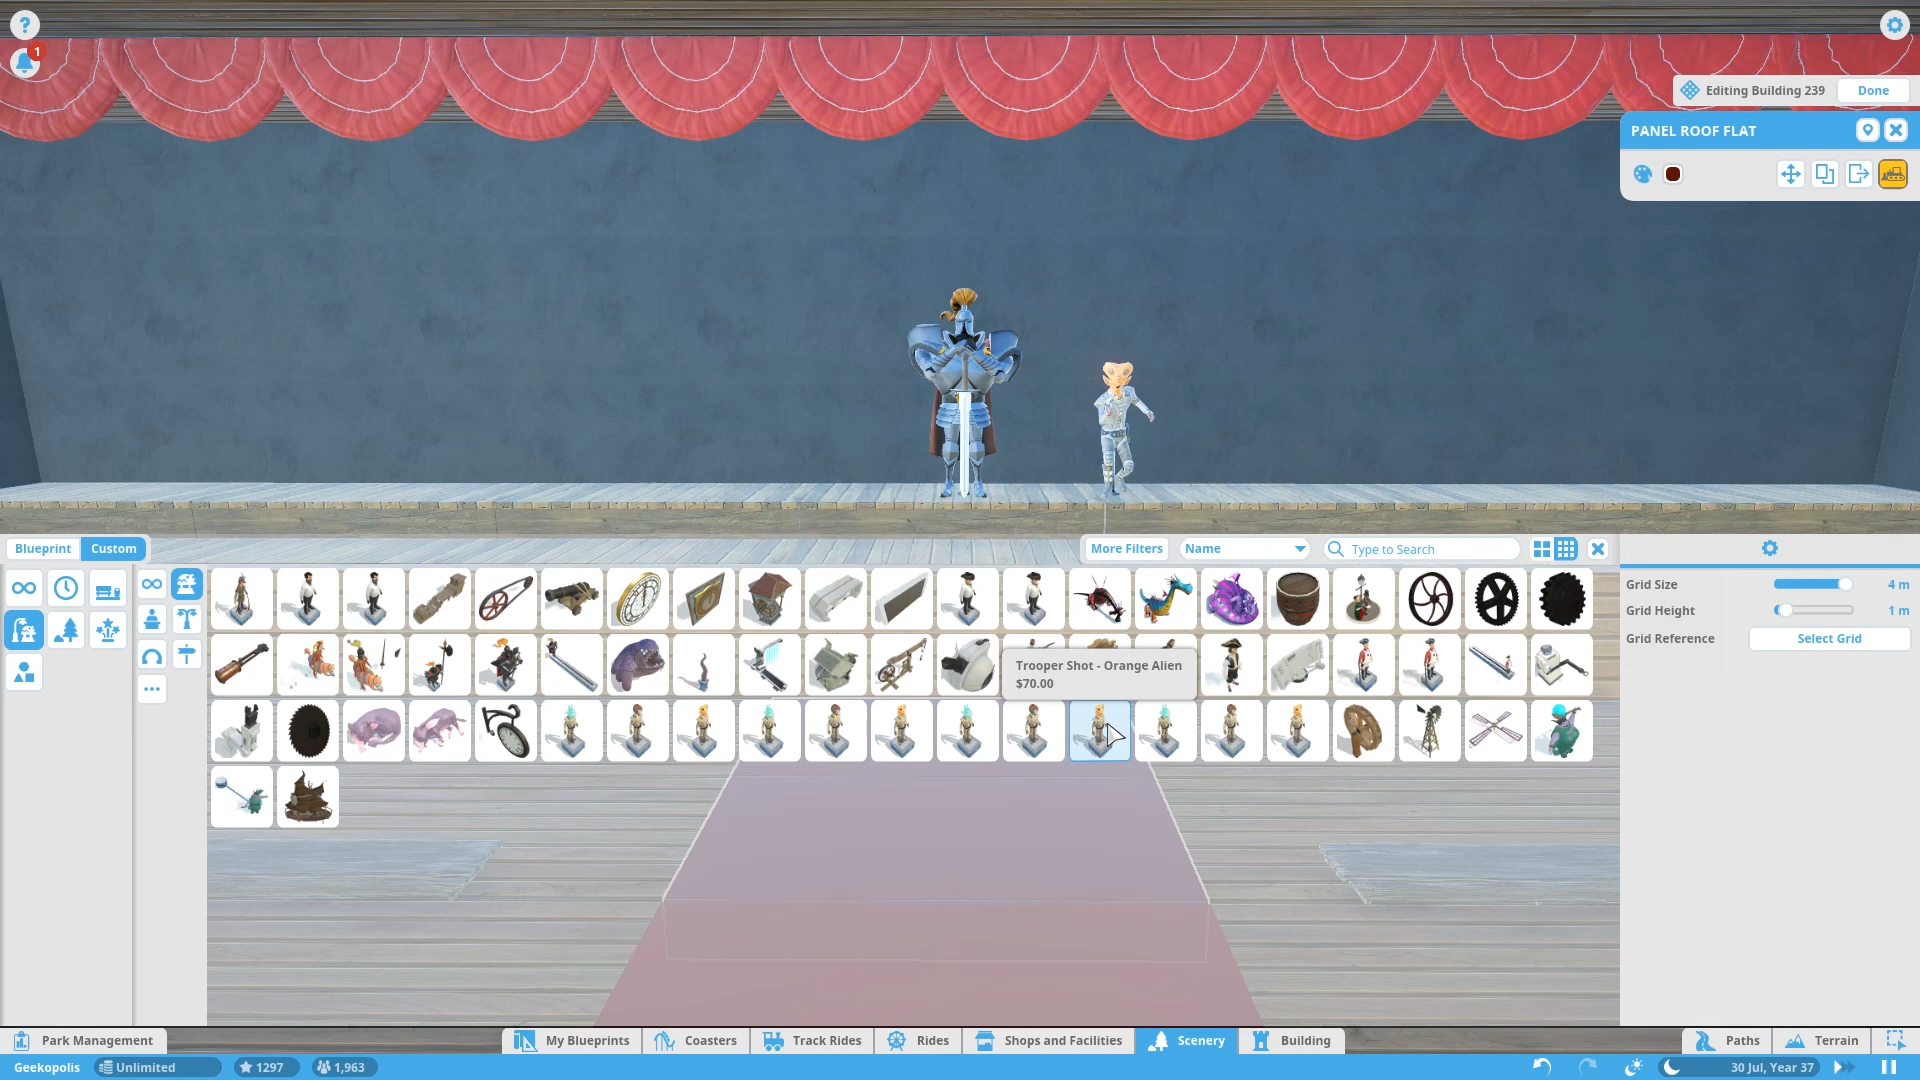 ?
1
Editing Building 239
Done
PANEL ROOF FLAT
Blueprint
Custom
More Filters
Name
Type to Search
Grid Size
4 m
Grid Height
1 m
Grid Reference
Select Grid
Trooper Shot - Orange Alien
$70.00
Park Management
My Blueprints
Coasters
Track Rides
Rides
Shops and Facilities
Scenery
Building
Paths
Terrain
Geekopolis
Unlimited
1297
1,963
30 Jul, Year 37